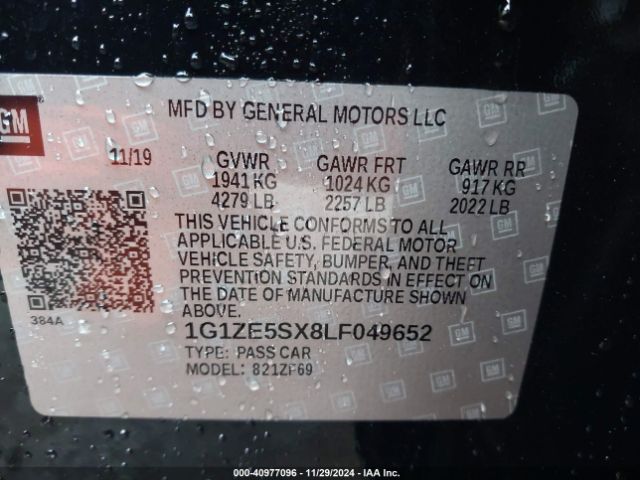 GM
MFD BY GENERAL MOTORS LLC
11/19 GVWR GAWR FRT GAWR RR
1941 KG 1024 KG 917 KG
4279 LB 2257 LB 2022 LB
THIS VEHICLE CONFORMS TO ALL
APPLICABLE U.S. FEDERAL MOTOR
VEHICLE SAFETY, BUMPER, AND THEFT
PREVENTION STANDARDS IN EFFECT ON
THE DATE OF MANUFACTURE SHOWN
ABOVE.
384A
1G1ZE5SX8LF049652
TYPE: PASS CAR
MODEL: 821ZF69
000-40977096 - 11/29/2024 - IAA Inc.